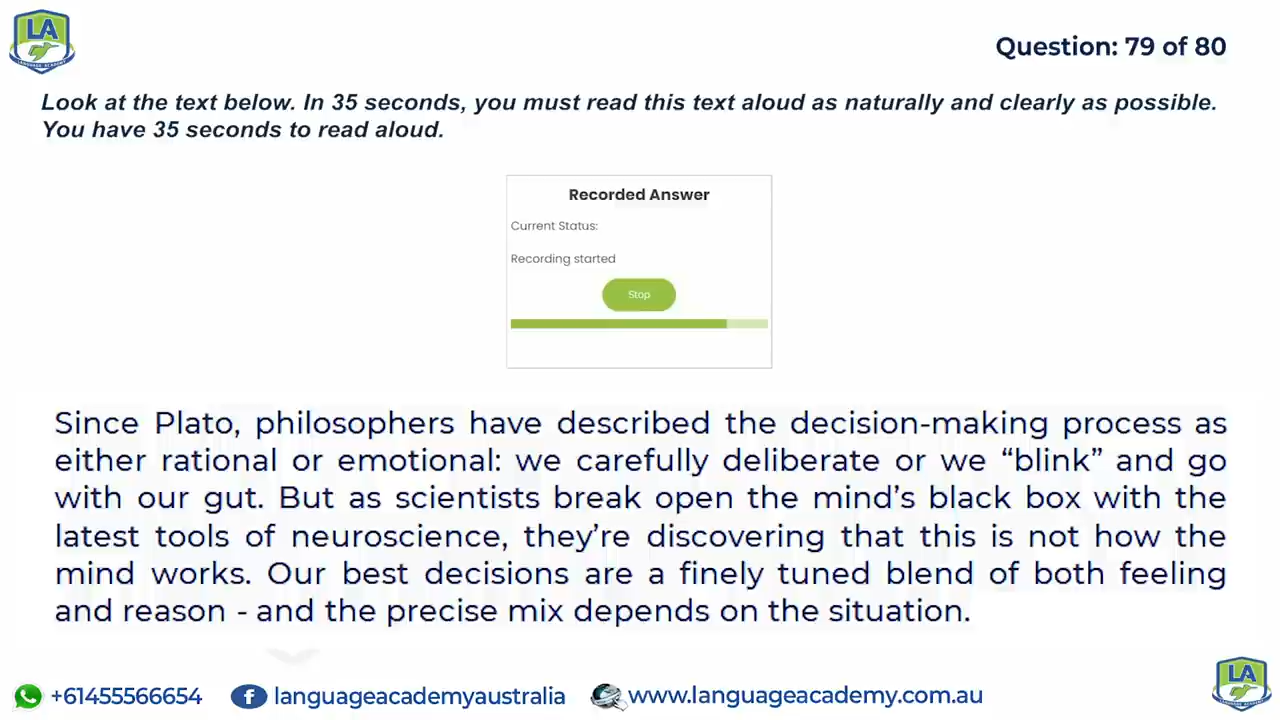 LA
LANGUAGE ACADEMY
Question: 79 of 80
Look at the text below. In 35 seconds, you must read this text aloud as naturally and clearly as possible.
You have 35 seconds to read aloud.
Recorded Answer
Current Status:
Recording started
Stop
Since Plato, philosophers have described the decision-making process as
either rational or emotional: we carefully deliberate or we “blink” and go
with our gut. But as scientists break open the mind’s black box with the
latest tools of neuroscience, they’re discovering that this is not how the
mind works. Our best decisions are a finely tuned blend of both feeling
and reason - and the precise mix depends on the situation.
+61455566654
languageacademyaustralia
www.languageacademy.com.au
LA
LANGUAGE ACADEMY